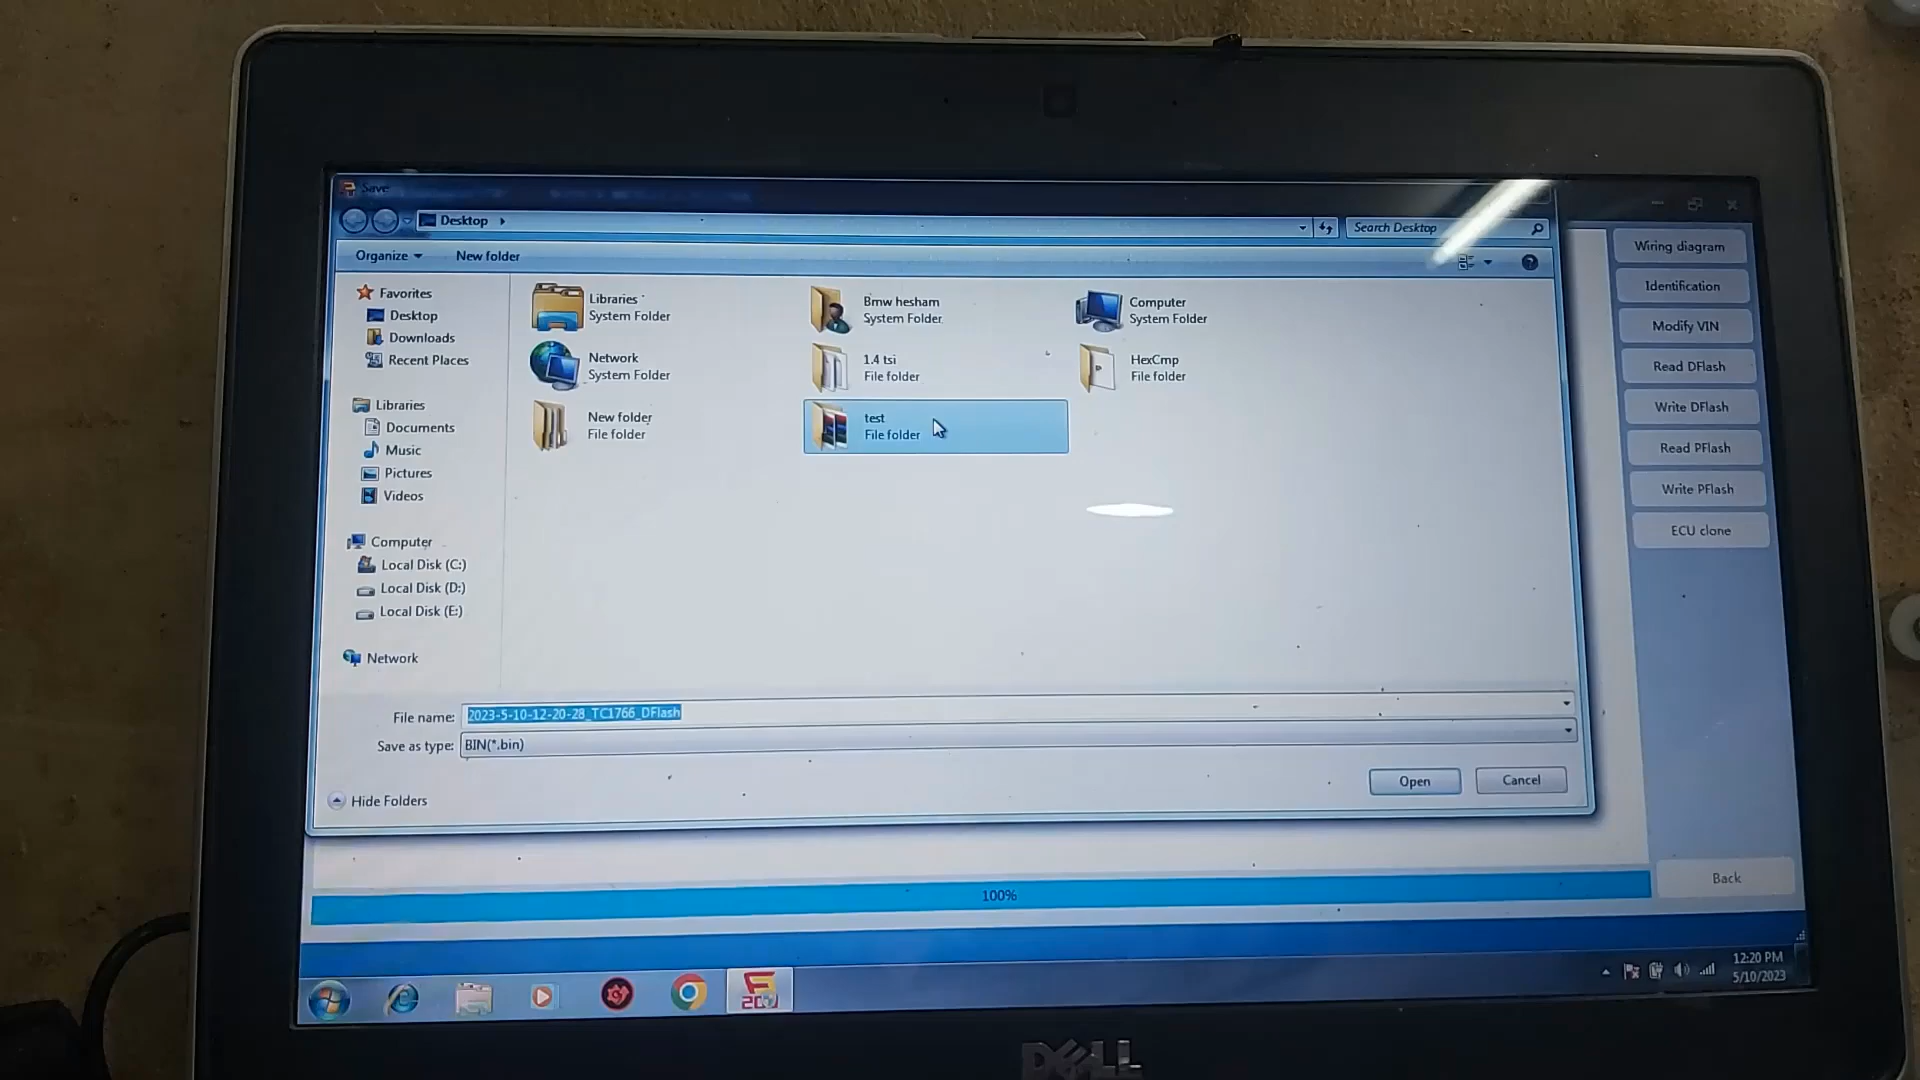 Save
Desktop
Search Desktop
Organize
New folder
Favorites
Desktop
Downloads
Recent Places
Libraries
Documents
Music
Pictures
Videos
Computer
Local Disk (C:)
Local Disk (D:)
Local Disk (E:)
Network
Libraries
System Folder
Bmw hesham
System Folder
Computer
System Folder
Network
System Folder
1.4 tsi
File folder
HexCmp
File folder
New folder
File folder
test
File folder
File name: 2023-5-10-12-20-28_TC1766_DFlash
Save as type: BIN(*.bin)
Hide Folders
Open
Cancel
Wiring diagram
Identification
Modify VIN
Read DFlash
Write DFlash
Read PFlash
Write PFlash
ECU clone
Back
100%
12:20 PM
5/10/2023
DELL